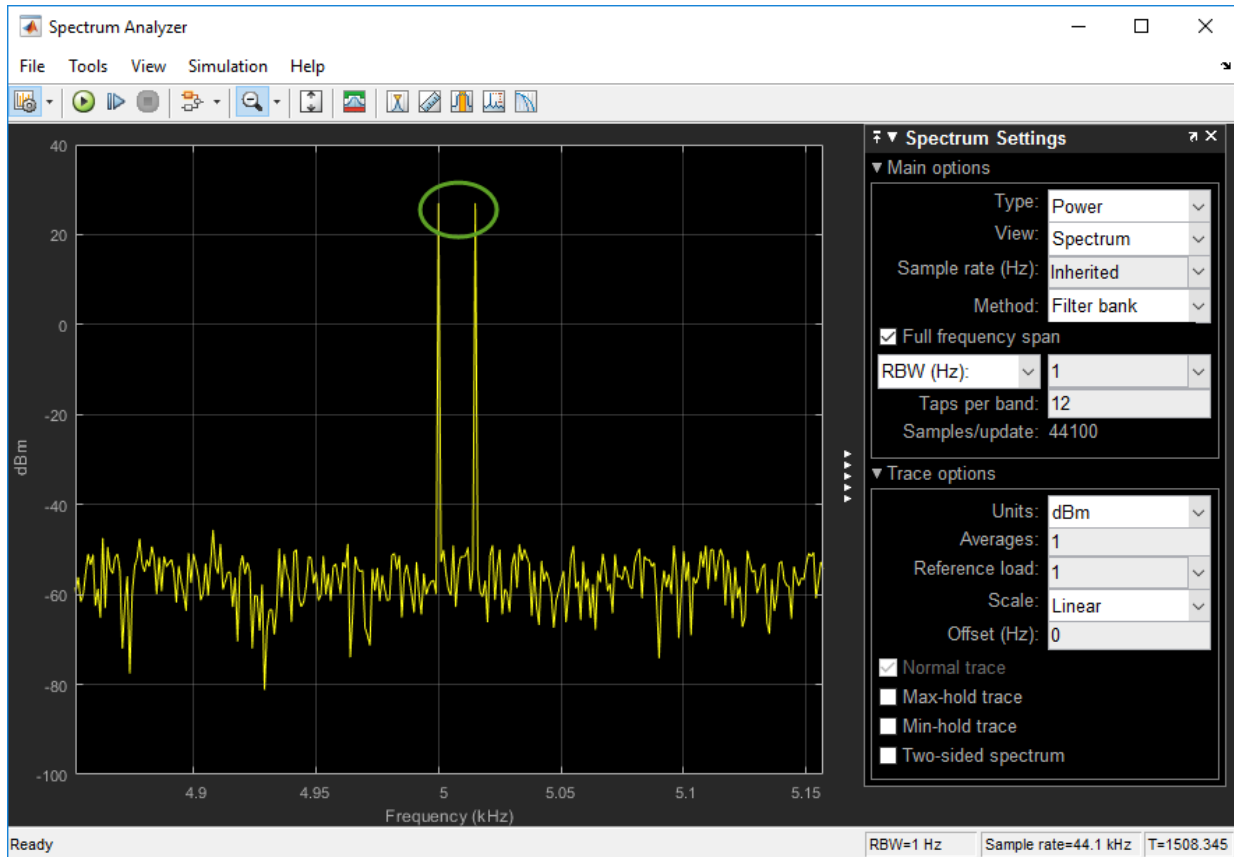 Spectrum Analyzer
File Tools View Simulation Help
Spectrum Settings
Main options
Type: Power
View: Spectrum
Sample rate (Hz): Inherited
Method: Filter bank
Full frequency span
RBW (Hz): 1
Taps per band: 12
Samples/update: 44100
Trace options
Units: dBm
Averages: 1
Reference load: 1
Scale: Linear
Offset (Hz): 0
Normal trace
Max-hold trace
Min-hold trace
Two-sided spectrum
40
20
0
-20
-40
-60
-80
-100
dBm
4.9 4.95 5 5.05 5.1 5.15
Frequency (kHz)
Ready RBW=1 Hz Sample rate=44.1 kHz T=1508.345